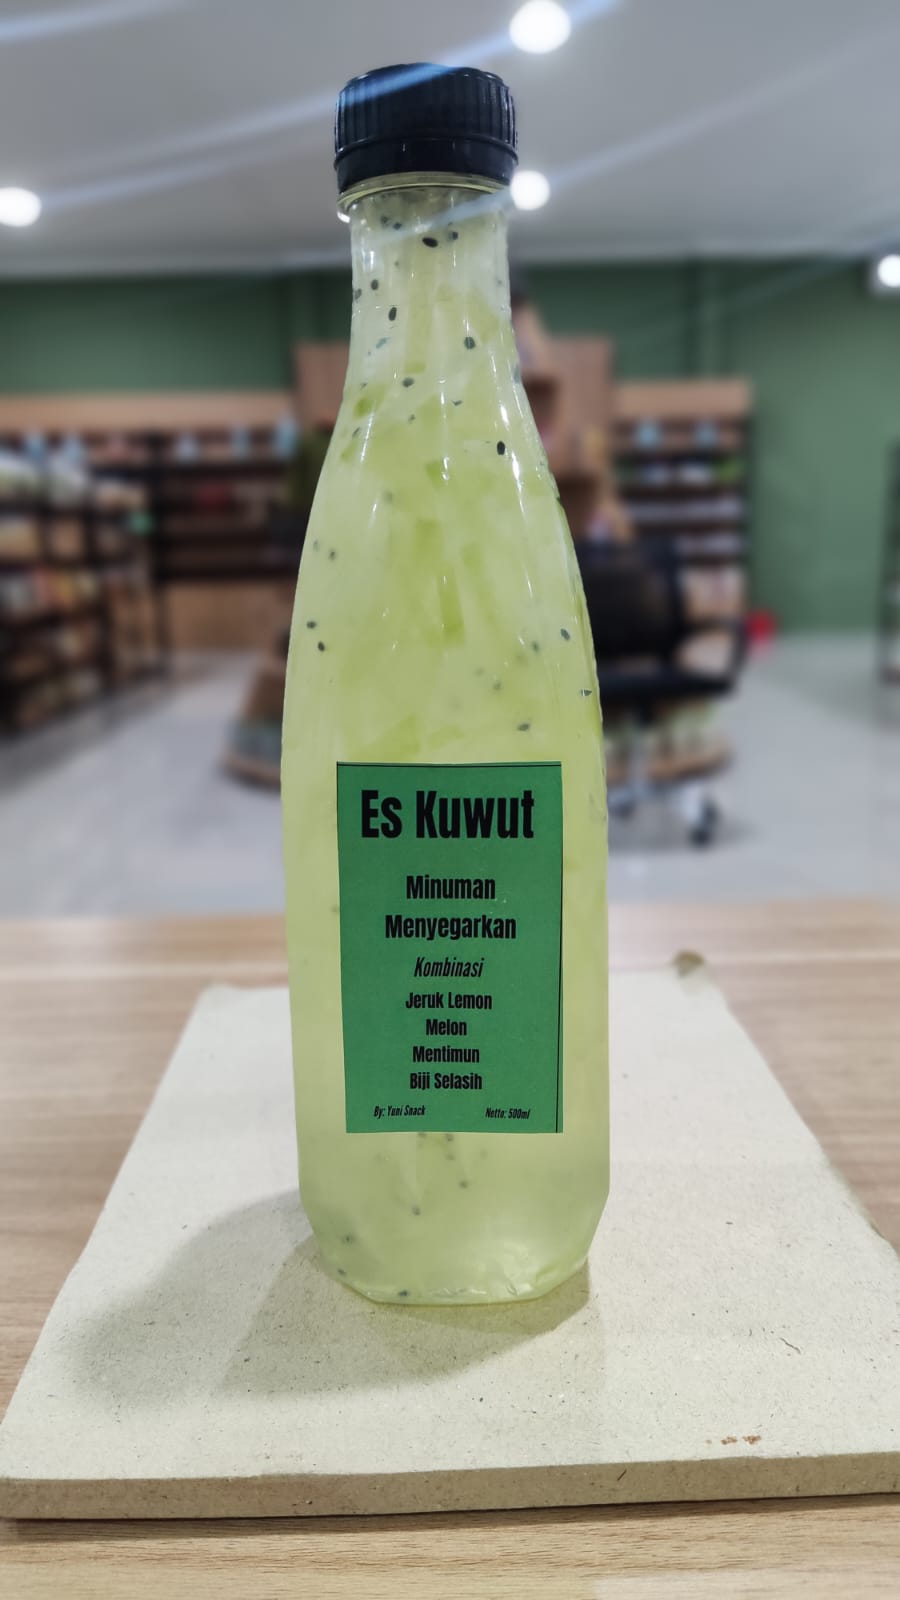 Es Kuwut
Minuman
Menyegarkan
Kombinasi
Jeruk Lemon
Melon
Mentimun
Biji Selasih
By: Yuni Snack
Netto: 500ml